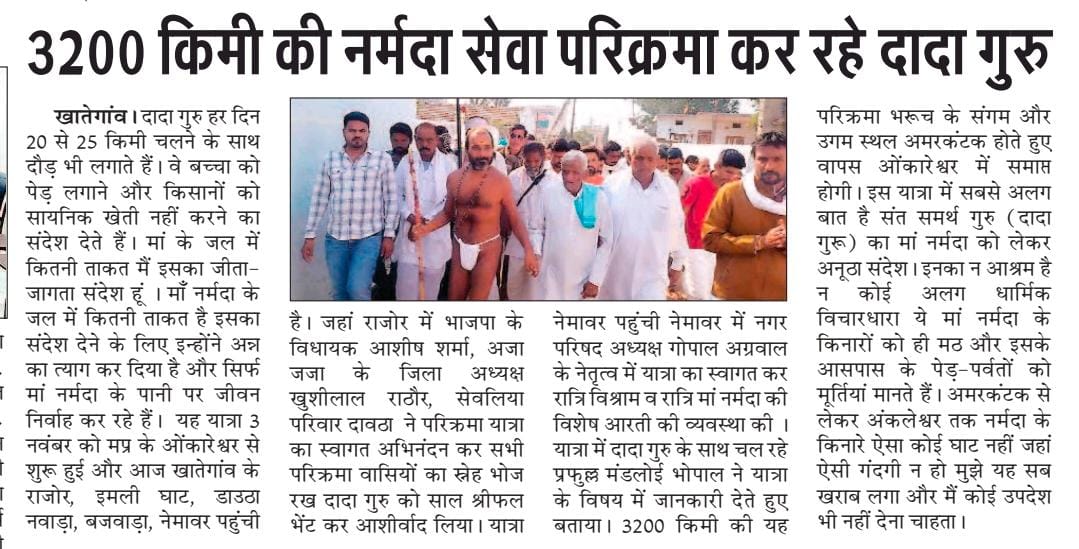 3200 किमी की नर्मदा सेवा परिक्रमा कर रहे दादा गुरु
खातेगांव। दादा गुरु हर दिन
20 से 25 किमी चलने के साथ
दौड़ भी लगाते हैं। वे बच्चा को
पेड़ लगाने और किसानों को
सायनिक खेती नहीं करने का
संदेश देते हैं। मां के जल में
कितनी ताकत मैं इसका जीता-
जागता संदेश हूं । माँ नर्मदा के
जल में कितनी ताकत है इसका
संदेश देने के लिए इन्होंने अन्न
का त्याग कर दिया है और सिर्फ
मां नर्मदा के पानी पर जीवन
निर्वाह कर रहे हैं। यह यात्रा 3
नवंबर को मप्र के ओंकारेश्वर से
शुरू हुई और आज खातेगांव के
राजोर, इमली घाट, डाउठा
नवाड़ा, बजवाड़ा, नेमावर पहुंची
है। जहां राजोर में भाजपा के
विधायक आशीष शर्मा, अजा
जजा के जिला अध्यक्ष
खुशीलाल राठौर, सेवलिया
परिवार दावठा ने परिक्रमा यात्रा
का स्वागत अभिनंदन कर सभी
परिक्रमा वासियों का स्नेह भोज
रख दादा गुरु को साल श्रीफल
भेंट कर आशीर्वाद लिया। यात्रा
नेमावर पहुंची नेमावर में नगर
परिषद अध्यक्ष गोपाल अग्रवाल
के नेतृत्व में यात्रा का स्वागत कर
रात्रि विश्राम व रात्रि मां नर्मदा की
विशेष आरती की व्यवस्था की ।
यात्रा में दादा गुरु के साथ चल रहे
प्रफुल्ल मंडलोई भोपाल ने यात्रा
के विषय में जानकारी देते हुए
बताया। 3200 किमी की यह
परिक्रमा भरूच के संगम और
उगम स्थल अमरकंटक होते हुए
वापस ओंकारेश्वर में समाप्त
होगी। इस यात्रा में सबसे अलग
बात है संत समर्थ गुरु (दादा
गुरू) का मां नर्मदा को लेकर
अनूठा संदेश। इनका न आश्रम है
न कोई अलग धार्मिक
विचारधारा ये मां नर्मदा के
किनारों को ही मठ और इसके
आसपास के पेड़-पर्वतों को
मूर्तियां मानते हैं। अमरकंटक से
लेकर अंकलेश्वर तक नर्मदा के
किनारे ऐसा कोई घाट नहीं जहां
ऐसी गंदगी न हो मुझे यह सब
खराब लगा और मैं कोई उपदेश
भी नहीं देना चाहता।